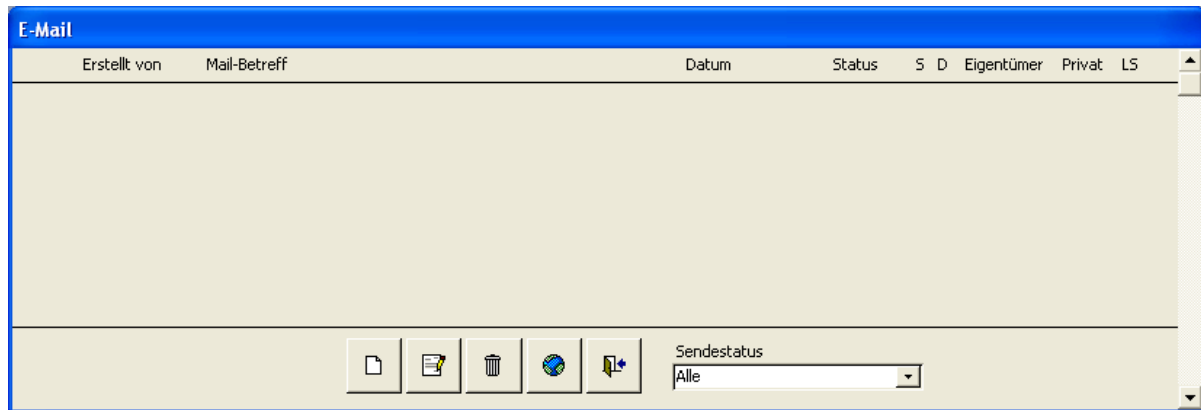 E-Mail
Erstellt von Mail-Betreff Datum Status S D Eigentümer Privat LS
Sendestatus
Alle